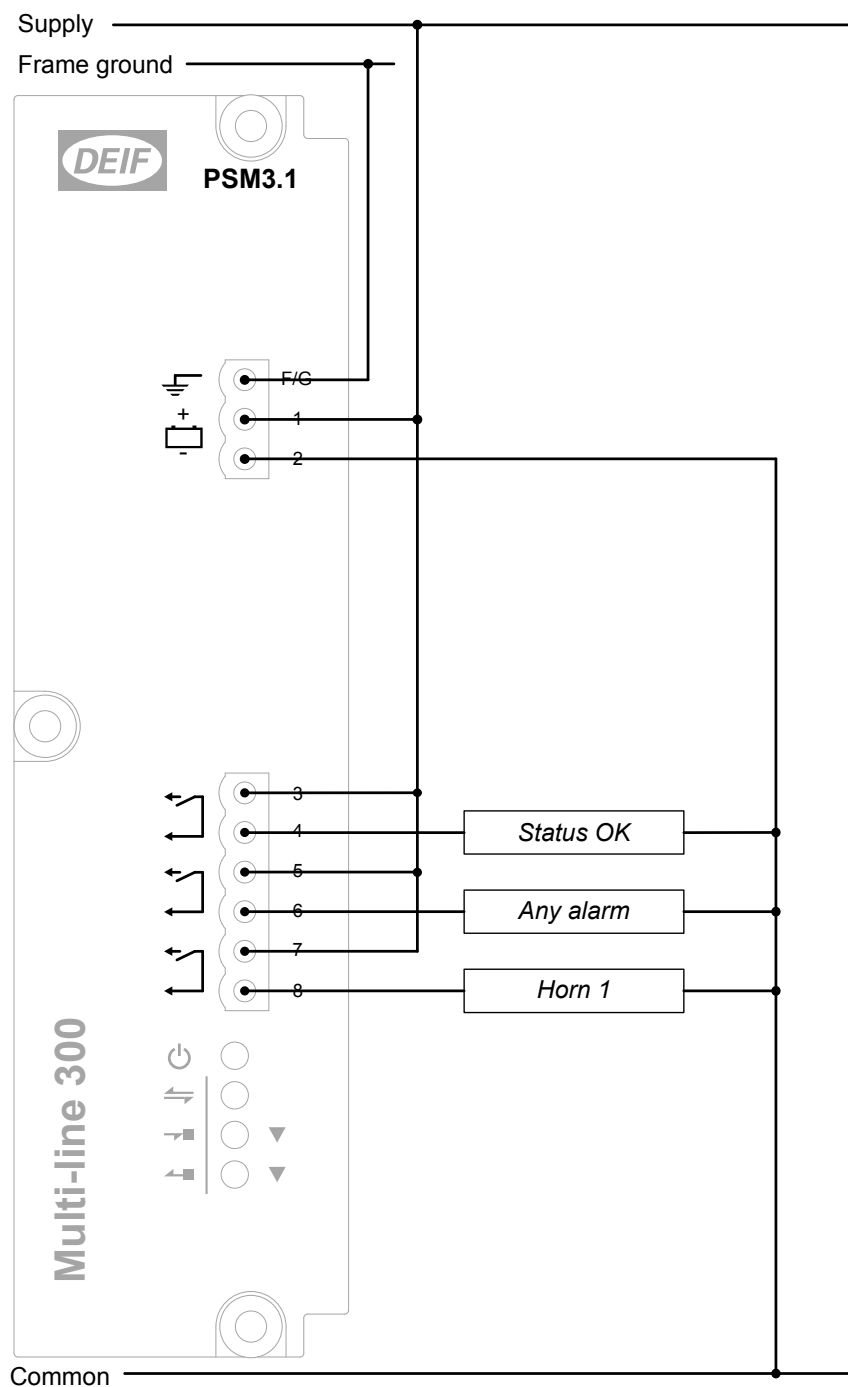 Supply
Frame ground
DEIF
PSM3.1
F/G
+
1
-
2
3
4
Status OK
5
6
Any alarm
7
8
Horn 1
Multi-line 300
Common